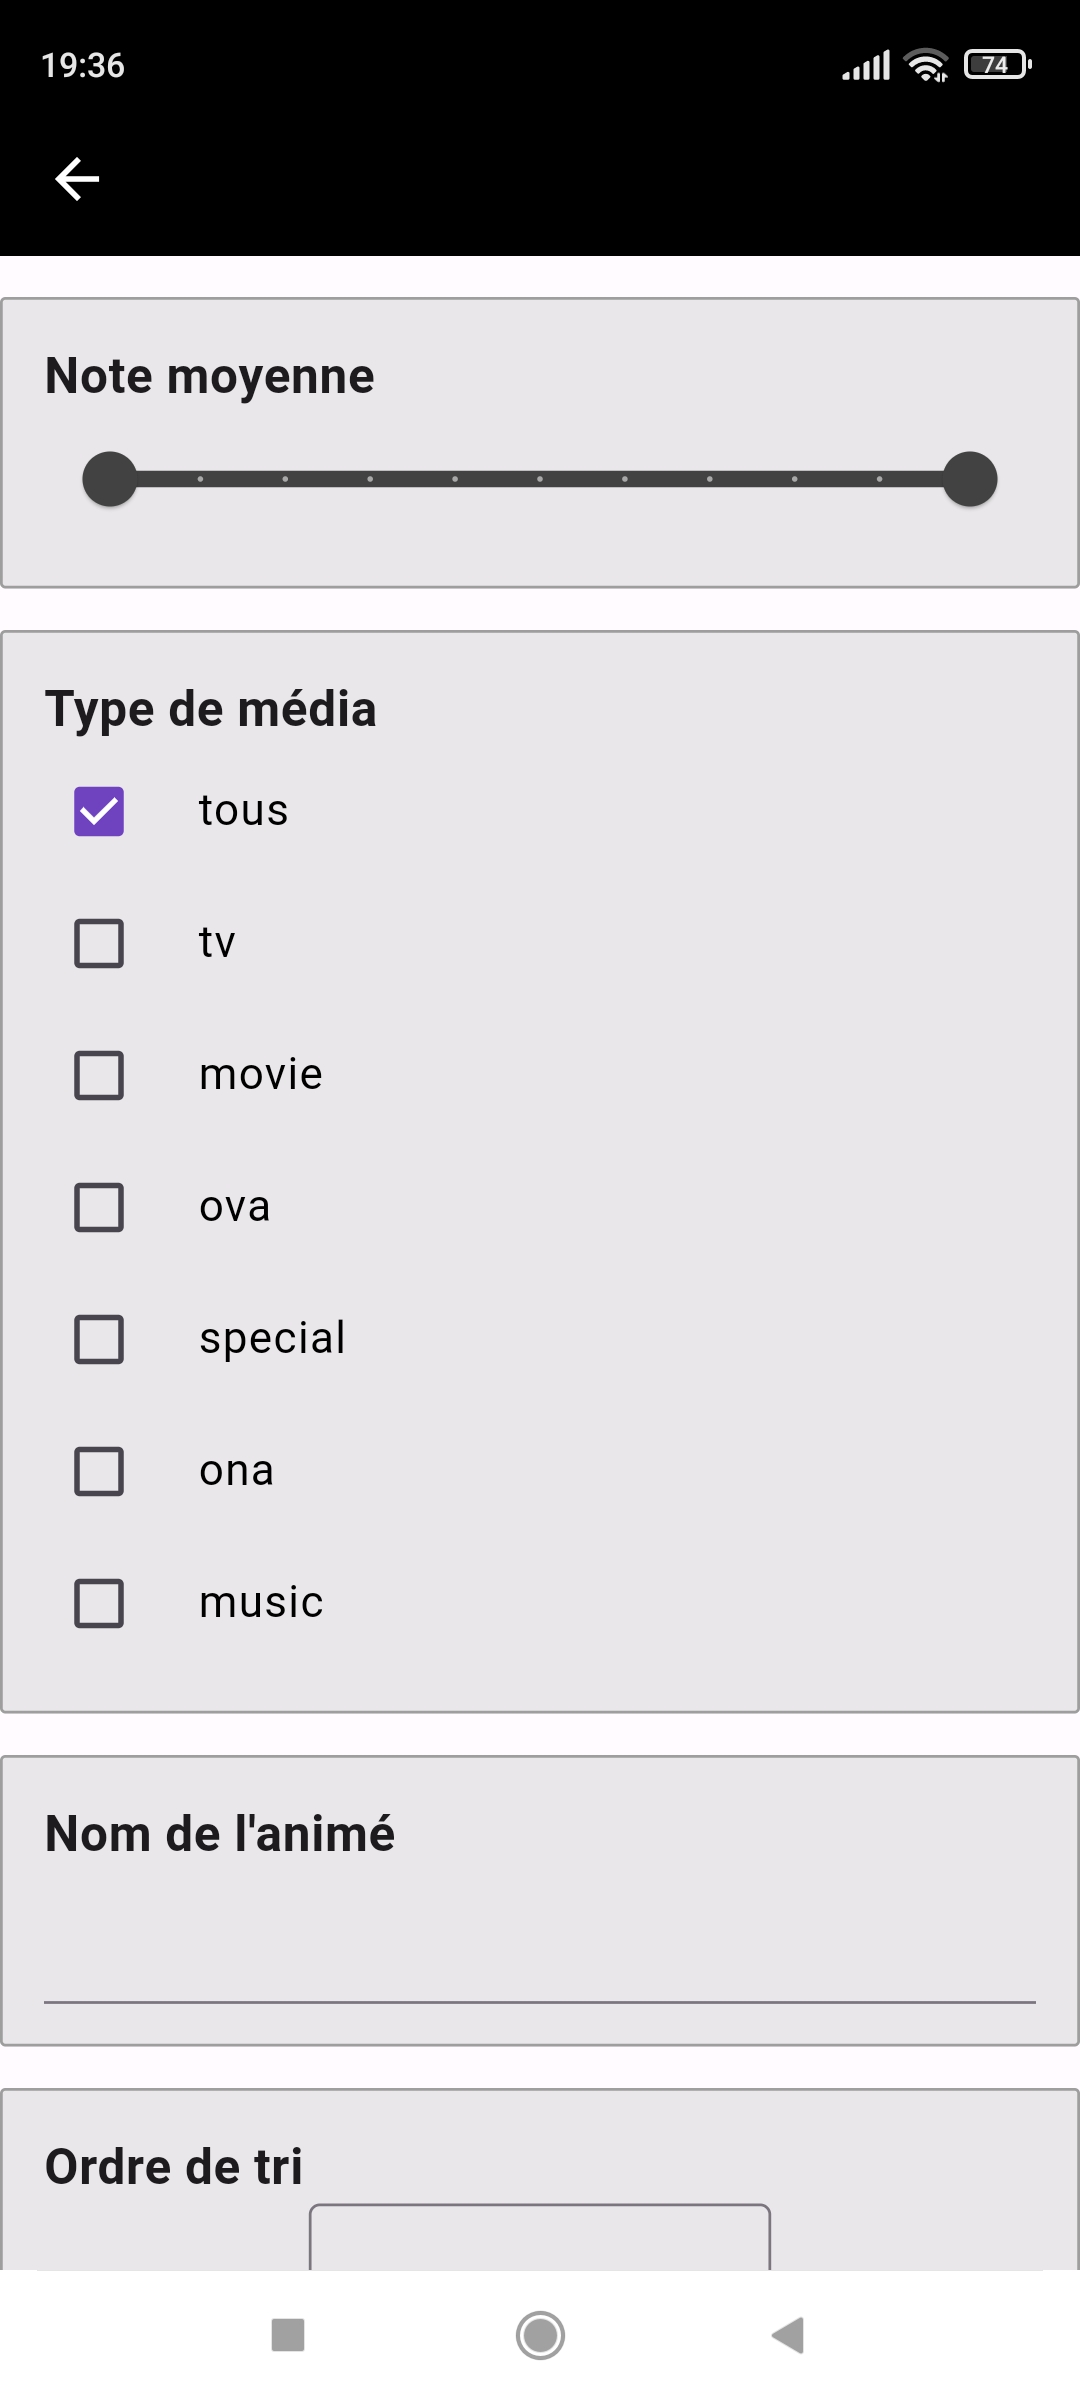 19:36
74
Note moyenne
Type de média
tous
tv
movie
ova
special
ona
music
Nom de l'animé
Ordre de tri